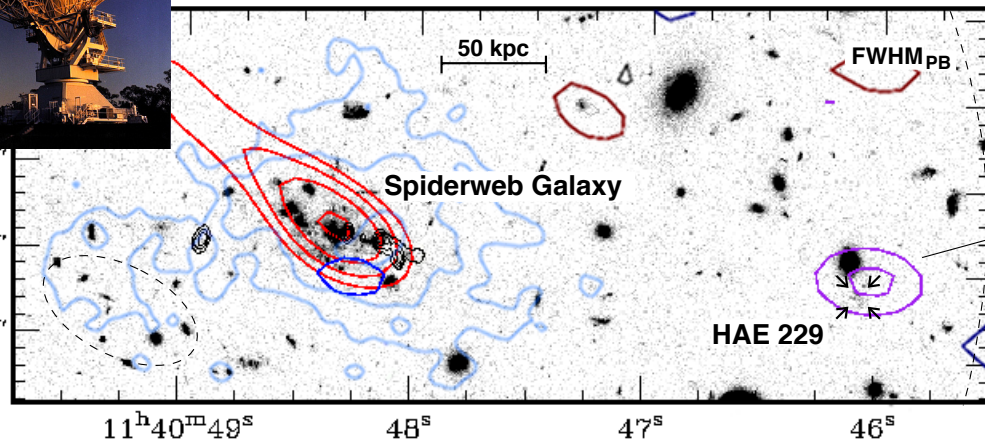 50 kpc
FWHM_PB
Spiderweb Galaxy
HAE 229
11ʰ40ᵐ49ˢ 48ˢ 47ˢ 46ˢ